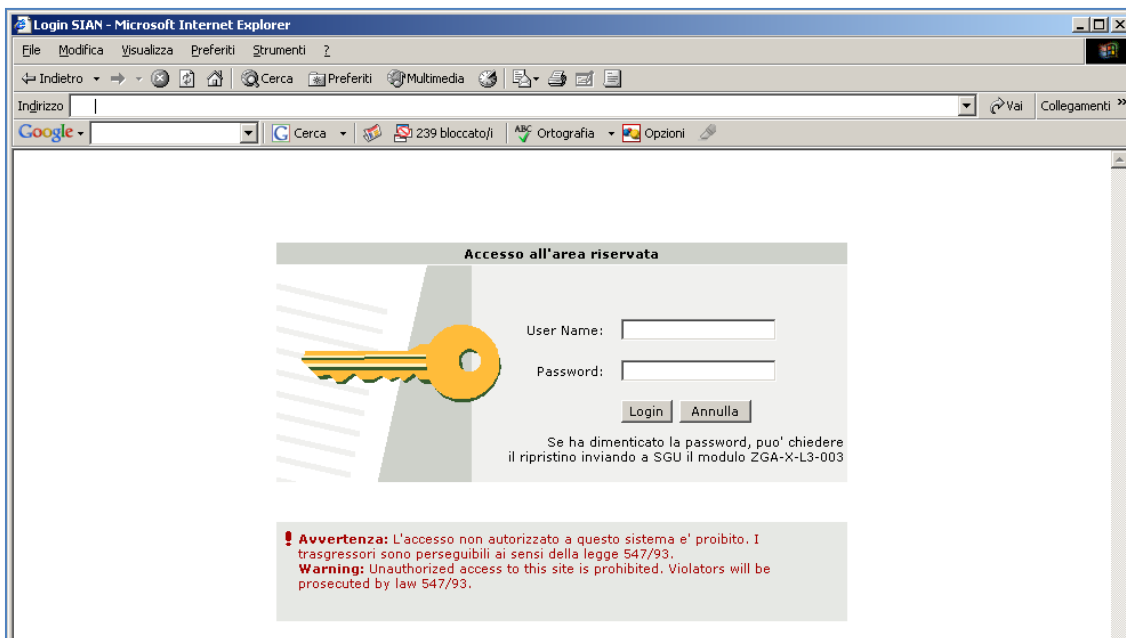 Login SIAN - Microsoft Internet Explorer
File Modifica Visualizza Preferiti Strumenti ?
Indietro Cerca Preferiti Multimedia
Indirizzo Vai Collegamenti »
Google Cerca 239 bloccato/i ABC Ortografia Opzioni
Accesso all'area riservata
User Name:
Password:
Login Annulla
Se ha dimenticato la password, puo' chiedere
il ripristino inviando a SGU il modulo ZGA-X-L3-003
Avvertenza: L'accesso non autorizzato a questo sistema e' proibito. I
trasgressori sono perseguibili ai sensi della legge 547/93.
Warning: Unauthorized access to this site is prohibited. Violators will be
prosecuted by law 547/93.